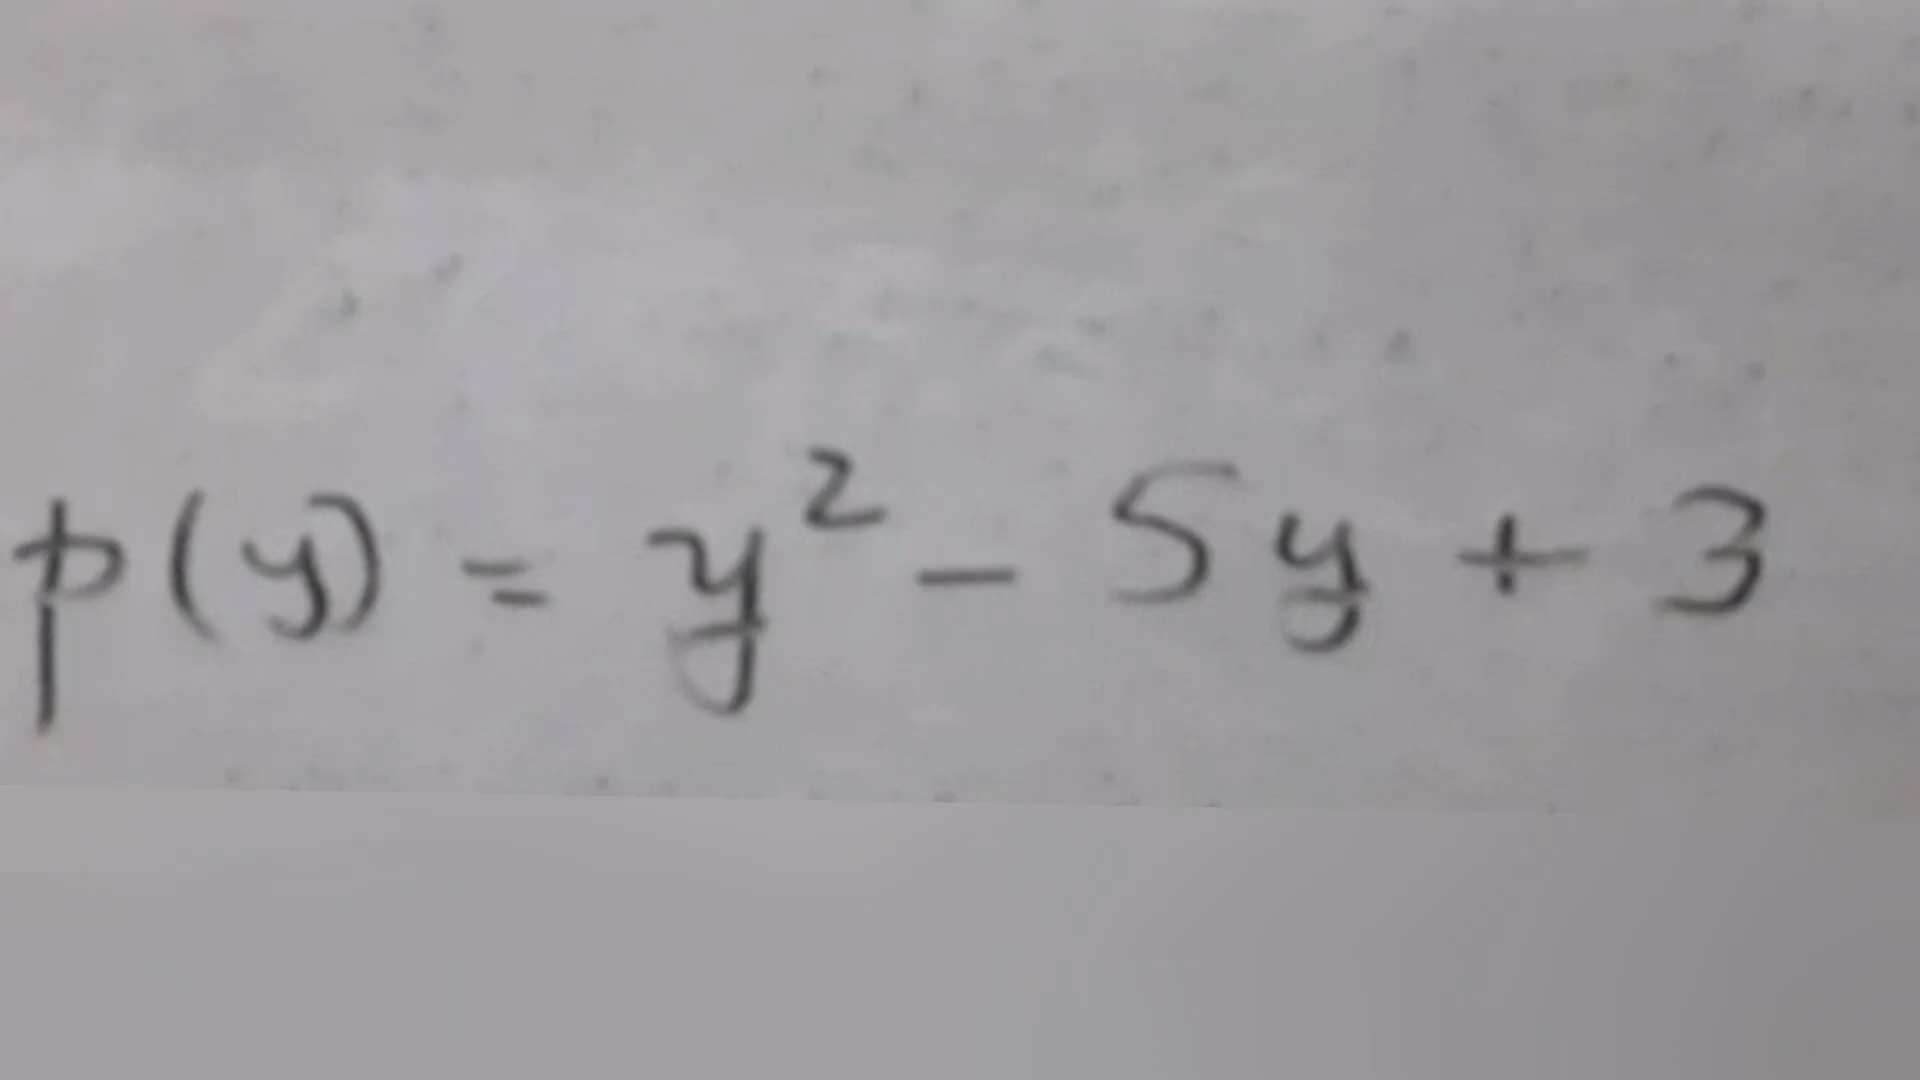 p(y) = y² - 5y + 3